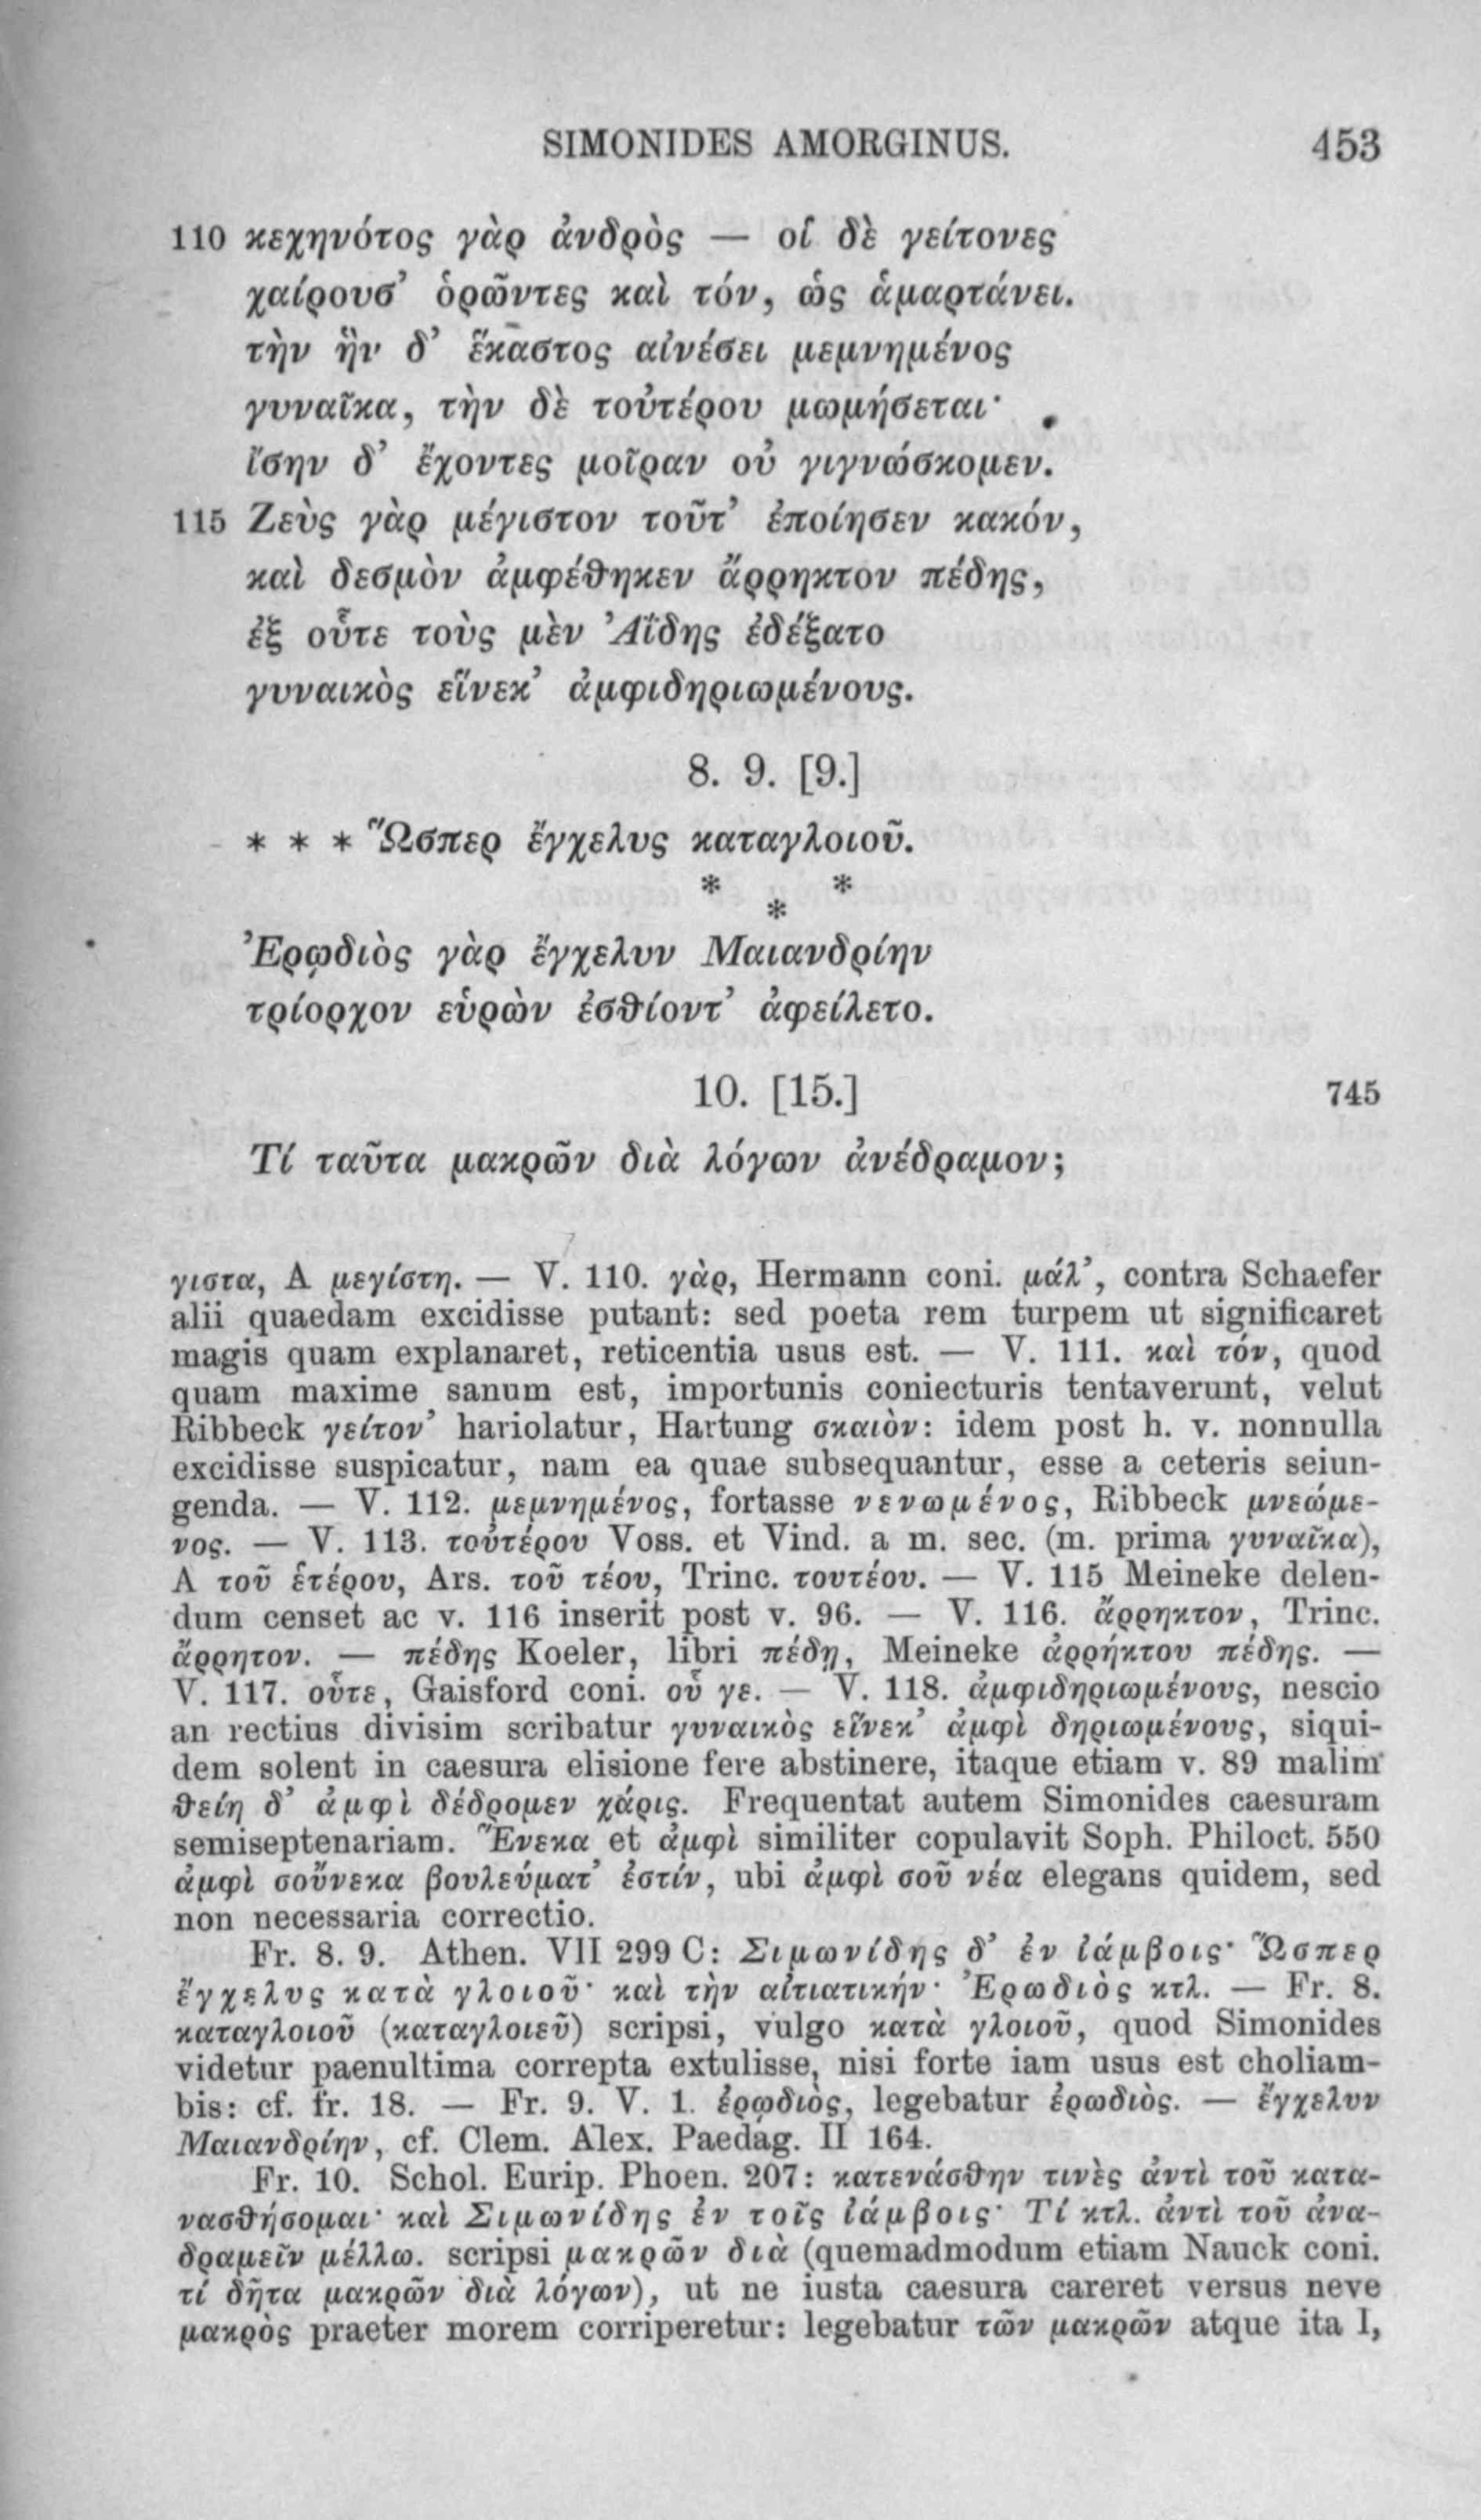 SIMONIDES AMORGINUS. 453
110 κεχηνότος γὰρ ἀνδρὸς — οἱ δὲ γείτονες
χαίρουσ’ ὁρῶντες καὶ τόν, ὡς ἁμαρτάνει.
τὴν ἣν δ’ ἕκαστος αἰνέσει μεμνημένος
γυναῖκα, τὴν δὲ τοὐτέρου μωμήσεται·
ἴσην δ’ ἔχοντες μοῖραν οὐ γιγνώσκομεν.
115 Ζεὺς γὰρ μέγιστον τοῦτ’ ἐποίησεν κακόν,
καὶ δεσμὸν ἀμφέθηκεν ἄρρηκτον πέδης,
ἐξ οὗτε τοὺς μὲν Ἀΐδης ἐδέξατο
γυναικὸς εἵνεκ’ ἀμφιδηριωμένους.
8. 9. [9.]
* * * Ὥσπερ ἔγχελυς καταγλοιοῦ.
* *
*
Ἐρῳδιὸς γὰρ ἔγχελυν Μαιανδρίην
τρίορχον εὑρὼν ἐσθίοντ’ ἀφείλετο.
10. [15.] 745
Τί ταῦτα μακρῶν διὰ λόγων ἀνέδραμον;
γιστα, A μεγίστη. — V. 110. γὰρ, Hermann coni. μάλ’, contra Schaefer
alii quaedam excidisse putant: sed poeta rem turpem ut significaret
magis quam explanaret, reticentia usus est. — V. 111. καὶ τόν, quod
quam maxime sanum est, importunis coniecturis tentaverunt, velut
Ribbeck γείτον’ hariolatur, Hartung σκαιὸν: idem post h. v. nonnulla
excidisse suspicatur, nam ea quae subsequantur, esse a ceteris seiun-
genda. — V. 112. μεμνημένος, fortasse νενωμένος, Ribbeck μνεώμε-
νος. — V. 113. τοὐτέρου Voss. et Vind. a m. sec. (m. prima γυναῖκα),
A τοῦ ἑτέρου, Ars. τοῦ τέου, Trinc. τουτέου. — V. 115 Meineke delen-
dum censet ac v. 116 inserit post v. 96. — V. 116. ἄρρηκτον, Trinc.
ἄρρητον. — πέδης Koeler, libri πέδῃ, Meineke ἀρρήκτου πέδης. —
V. 117. οὗτε, Gaisford coni. οὗ γε. — V. 118. ἀμφιδηριωμένους, nescio
an rectius divisim scribatur γυναικὸς εἵνεκ’ ἀμφὶ δηριωμένους, siqui-
dem solent in caesura elisione fere abstinere, itaque etiam v. 89 malim
θείη δ’ ἀμφὶ δέδρομεν χάρις. Frequentat autem Simonides caesuram
semiseptenariam. Ἕνεκα et ἀμφὶ similiter copulavit Soph. Philoct. 550
ἀμφὶ σοὔνεκα βουλεύματ’ ἐστίν, ubi ἀμφὶ σοῦ νέα elegans quidem, sed
non necessaria correctio.
Fr. 8. 9. Athen. VII 299 C: Σιμωνίδης δ’ ἐν ἰάμβοις· Ὥσπερ
ἔγχελυς κατὰ γλοιοῦ· καὶ τὴν αἰτιατικήν· Ἐρωδιὸς κτλ. — Fr. 8.
καταγλοιοῦ (καταγλοιεῦ) scripsi, vulgo κατὰ γλοιοῦ, quod Simonides
videtur paenultima correpta extulisse, nisi forte iam usus est choliam-
bis: cf. fr. 18. — Fr. 9. V. 1. ἐρῳδιὸς, legebatur ἐρωδιὸς. — ἔγχελυν
Μαιανδρίην, cf. Clem. Alex. Paedag. II 164.
Fr. 10. Schol. Eurip. Phoen. 207: κατενάσθην τινὲς ἀντὶ τοῦ κατα-
νασθήσομαι· καὶ Σιμωνίδης ἐν τοῖς ἰάμβοις· Τί κτλ. ἀντὶ τοῦ ἀνα-
δραμεῖν μέλλω. scripsi μακρῶν διὰ (quemadmodum etiam Nauck coni.
τί δῆτα μακρῶν διὰ λόγων), ut ne iusta caesura careret versus neve
μακρὸς praeter morem corriperetur: legebatur τῶν μακρῶν atque ita I,